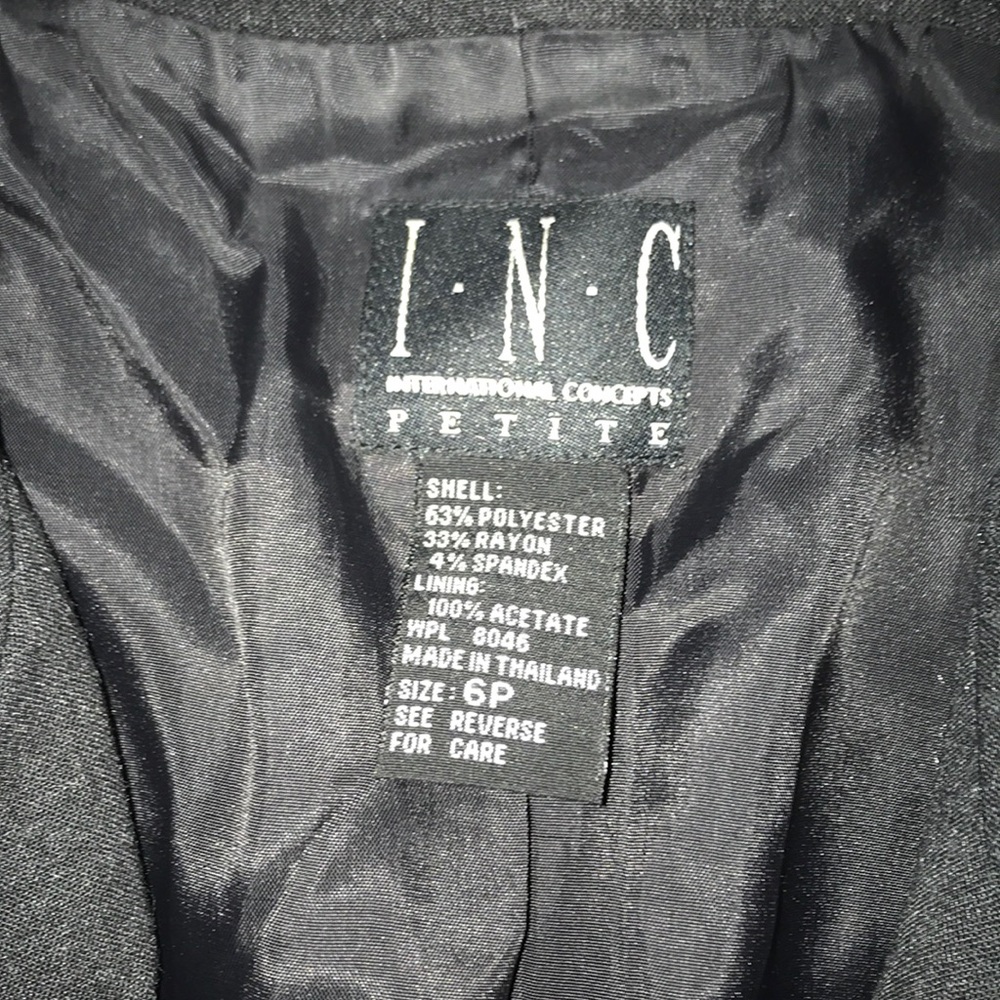 I·N·C
INTERNATIONAL CONCEPTS
PETITE
SHELL:
63% POLYESTER
33% RAYON
4% SPANDEX
LINING:
100% ACETATE
WPL 8046
MADE IN THAILAND
SIZE: 6P
SEE REVERSE
FOR CARE